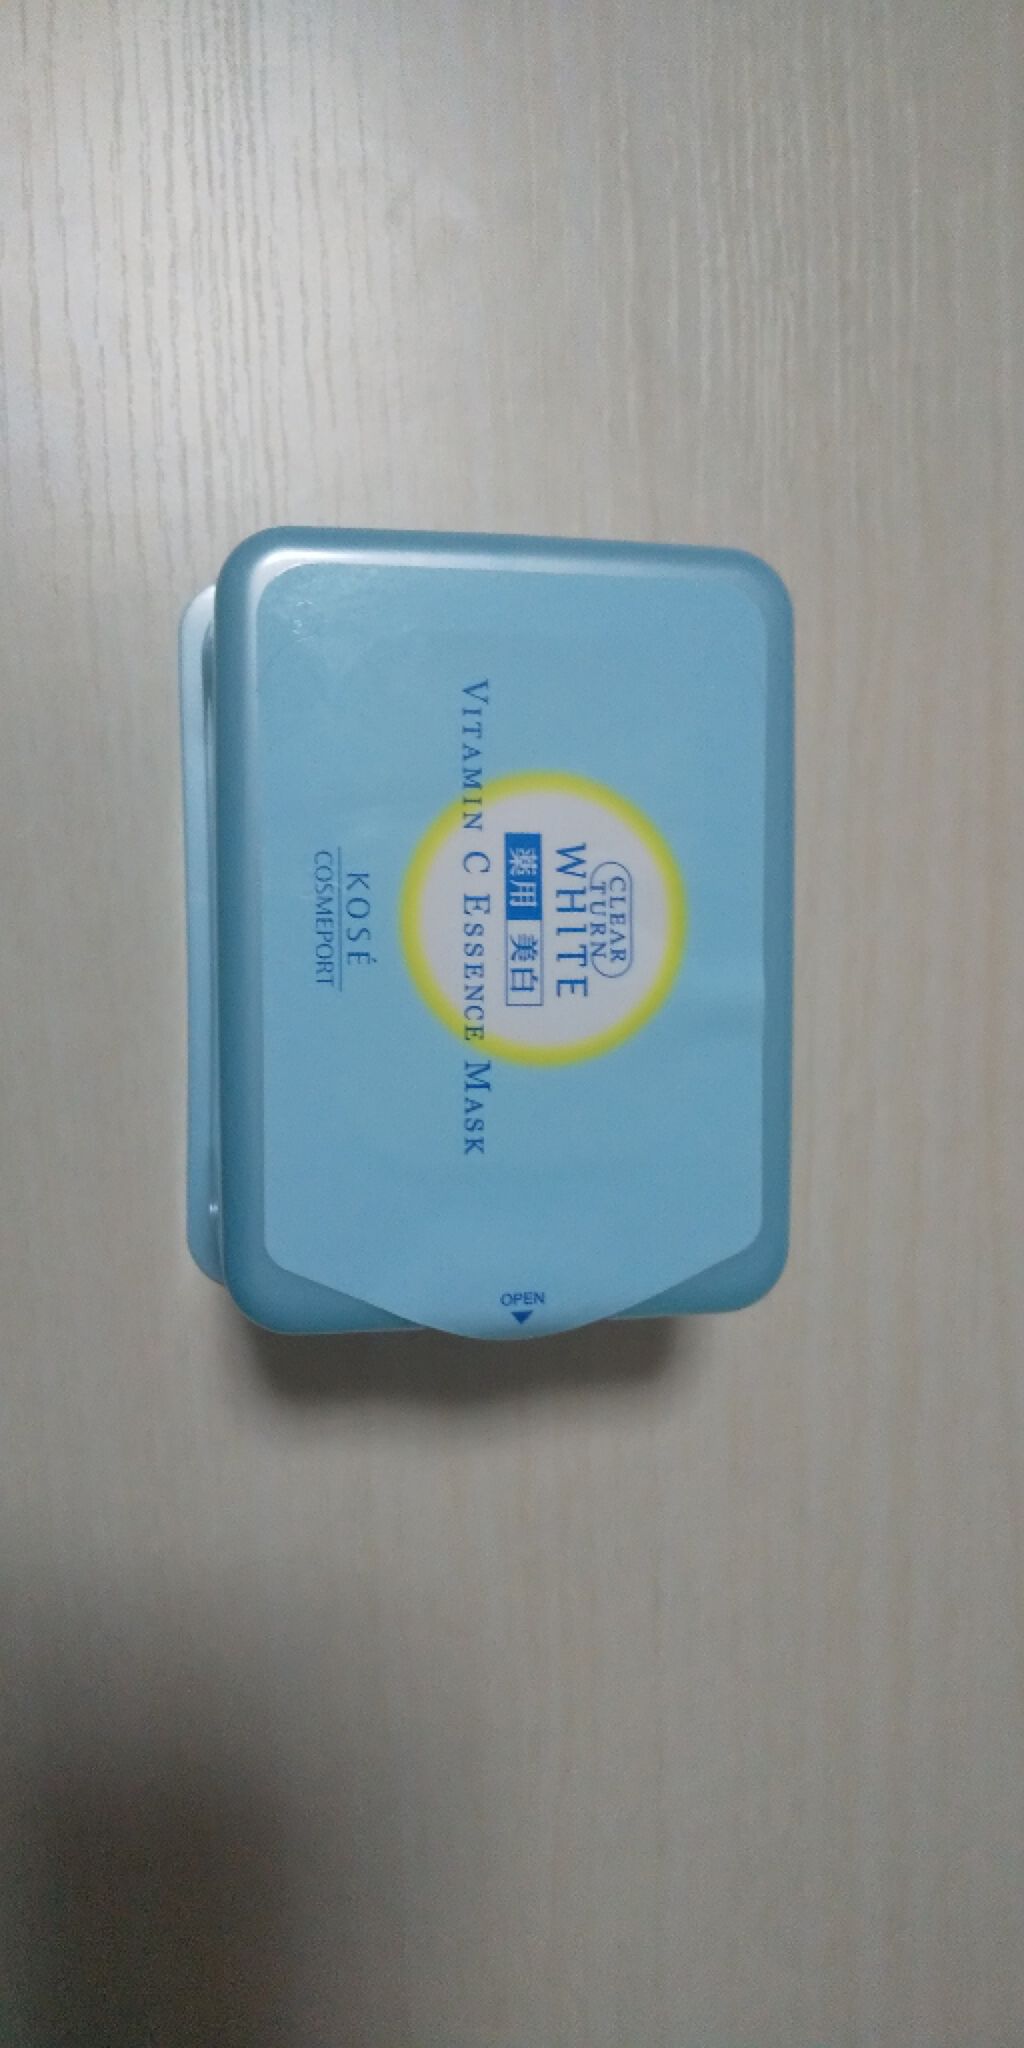 CLEAR
TURN
WHITE
薬用 美白
VITAMIN C ESSENCE MASK
KOSÉ
COSMEPORT
OPEN